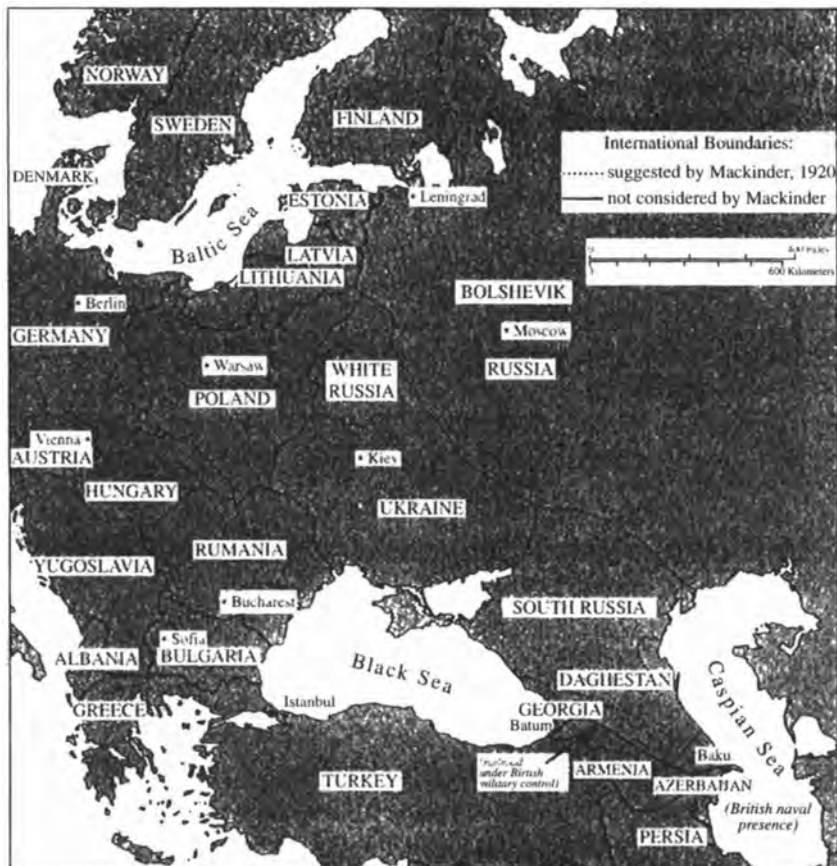 NORWAY
SWEDEN
FINLAND
International Boundaries:
suggested by Mackinder, 1920
not considered by Mackinder
DENMARK
ESTONIA
Leningrad
Baltic Sea
LATVIA
LITHUANIA
600 Kilometers
BOLSHEVIK
Berlin
GERMANY
Moscow
RUSSIA
Warsaw
POLAND
WHITE
RUSSIA
Vienna
AUSTRIA
Kiev
HUNGARY
UKRAINE
RUMANIA
YUGOSLAVIA
Bucharest
SOUTH RUSSIA
Sofia
BULGARIA
ALBANIA
Black Sea
DAGHESTAN
Caspian Sea
GREECE
Istanbul
GEORGIA
Batum
Baku
TURKEY
under Birtish
military control)
ARMENIA
AZERBAIJAN
(British naval
presence)
PERSIA